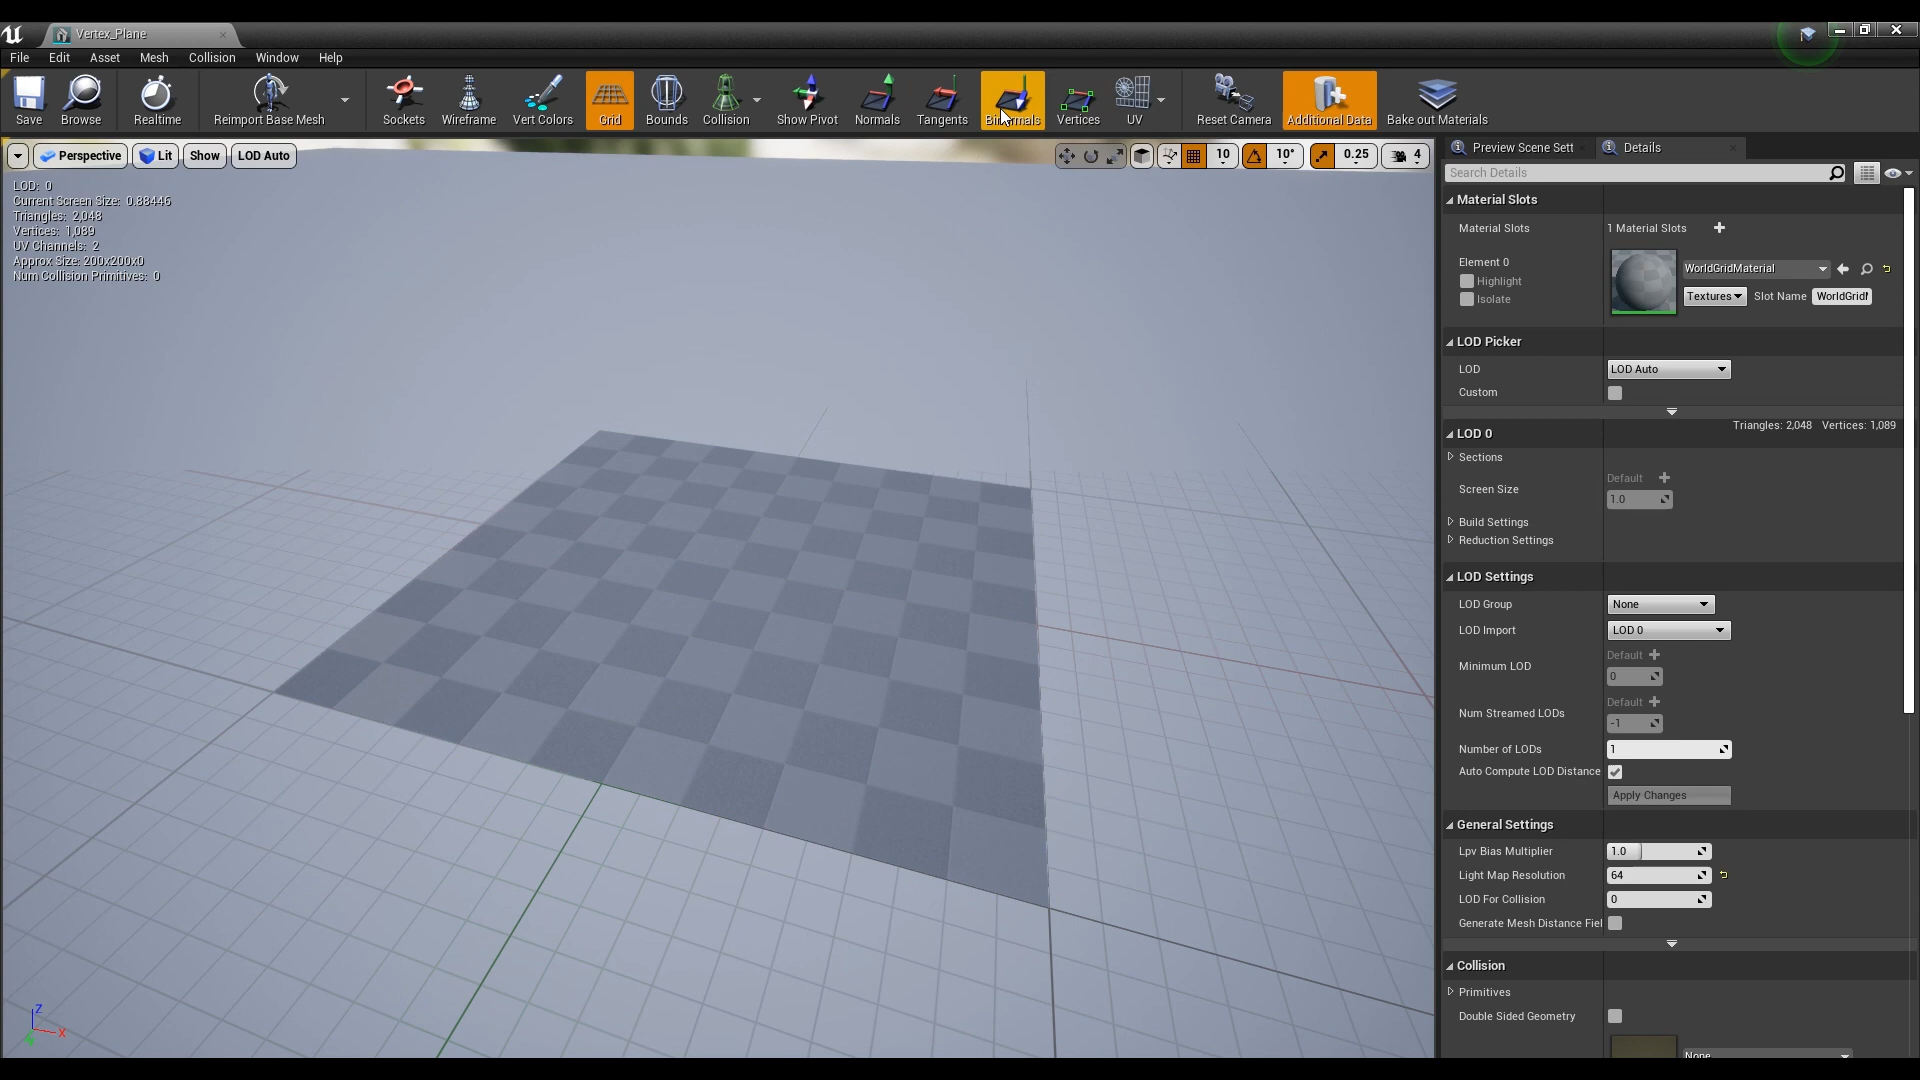 Vertex_Plane
File Edit Asset Mesh Collision Window Help
Save Browse Realtime Reimport Base Mesh Sockets Wireframe Vert Colors Grid Bounds Collision Show Pivot Normals Tangents Vertices UV Reset Camera Additional Data Bake out Materials
Perspective Lit Show LOD Auto 10 10° 0.25 4
LOD: 0
Current Screen Size: 0.88446
Triangles: 2,048
Vertices: 1,089
UV Channels: 2
Approx Size: 200x200x0
Num Collision Primitives: 0
Z
X
Preview Scene Sett Details
Search Details
Material Slots
Material Slots 1 Material Slots
Element 0
Highlight
Isolate
WorldGridMaterial
Textures Slot Name WorldGridM
LOD Picker
LOD LOD Auto
Custom
LOD 0 Triangles: 2,048 Vertices: 1,089
Sections
Screen Size Default
1.0
Build Settings
Reduction Settings
LOD Settings
LOD Group None
LOD Import LOD 0
Minimum LOD Default
0
Num Streamed LODs Default
-1
Number of LODs 1
Auto Compute LOD Distance
Apply Changes
General Settings
Lpv Bias Multiplier 1.0
Light Map Resolution 64
LOD For Collision 0
Generate Mesh Distance Fiel
Collision
Primitives
Double Sided Geometry
None